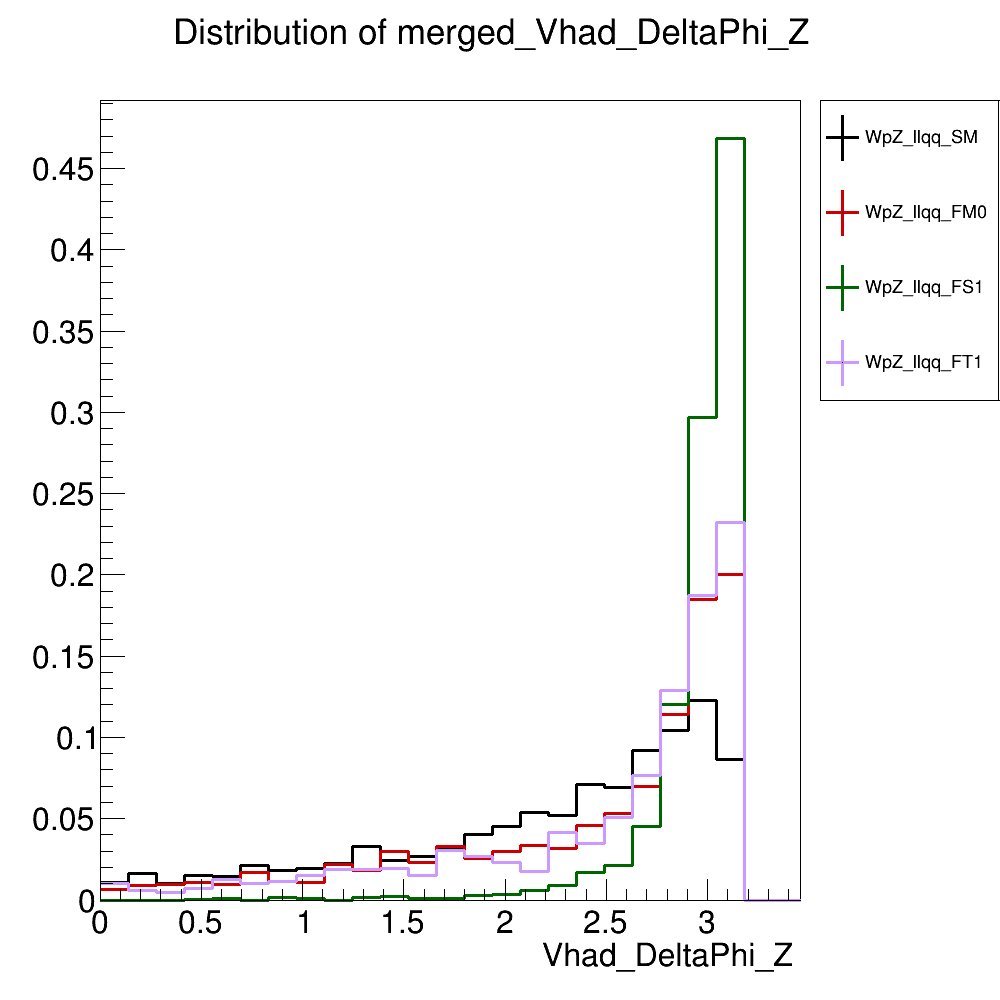 Distribution of merged_Vhad_DeltaPhi_Z
WpZ_llqq_SM
WpZ_llqq_FM0
WpZ_llqq_FS1
WpZ_llqq_FT1
0.45
0.4
0.35
0.3
0.25
0.2
0.15
0.1
0.05
0
0 0.5 1 1.5 2 2.5 3
Vhad_DeltaPhi_Z